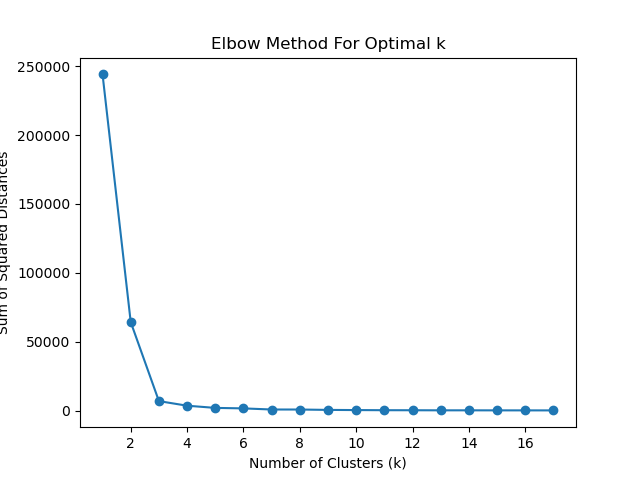 Elbow Method For Optimal k
250000
200000
150000
100000
50000
0
Sum of Squared Distances
2 4 6 8 10 12 14 16
Number of Clusters (k)